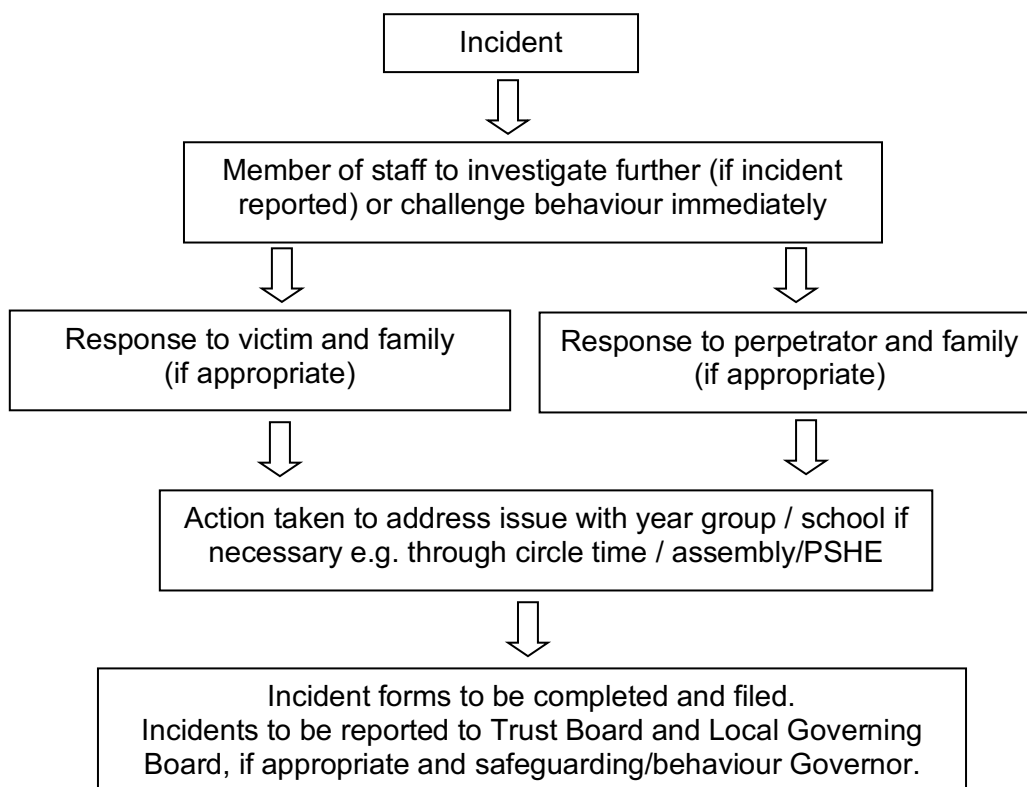 Incident
Member of staff to investigate further (if incident
reported) or challenge behaviour immediately
Response to victim and family
(if appropriate)
Response to perpetrator and family
(if appropriate)
Action taken to address issue with year group / school if
necessary e.g. through circle time / assembly/PSHE
Incident forms to be completed and filed.
Incidents to be reported to Trust Board and Local Governing
Board, if appropriate and safeguarding/behaviour Governor.